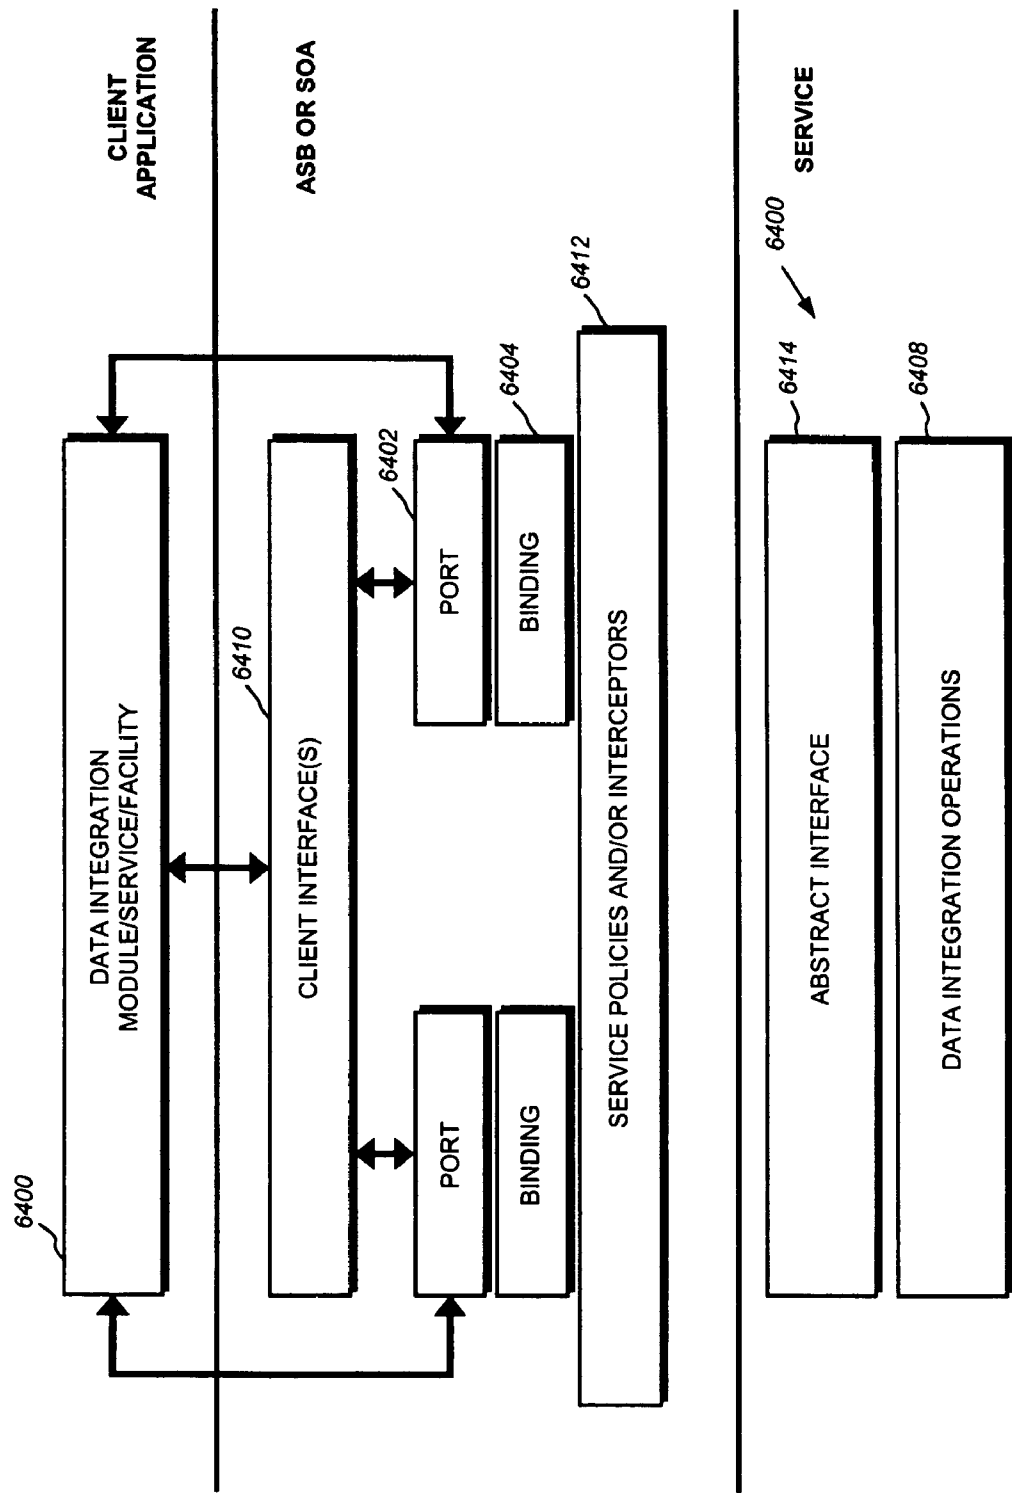 CLIENT
APPLICATION
6400
DATA INTEGRATION
MODULE/SERVICE/FACILITY
ASB OR SOA
6410
CLIENT INTERFACE(S)
6402
PORT
PORT
6404
BINDING
BINDING
6412
SERVICE POLICIES AND/OR INTERCEPTORS
SERVICE
6400
6414
ABSTRACT INTERFACE
6408
DATA INTEGRATION OPERATIONS